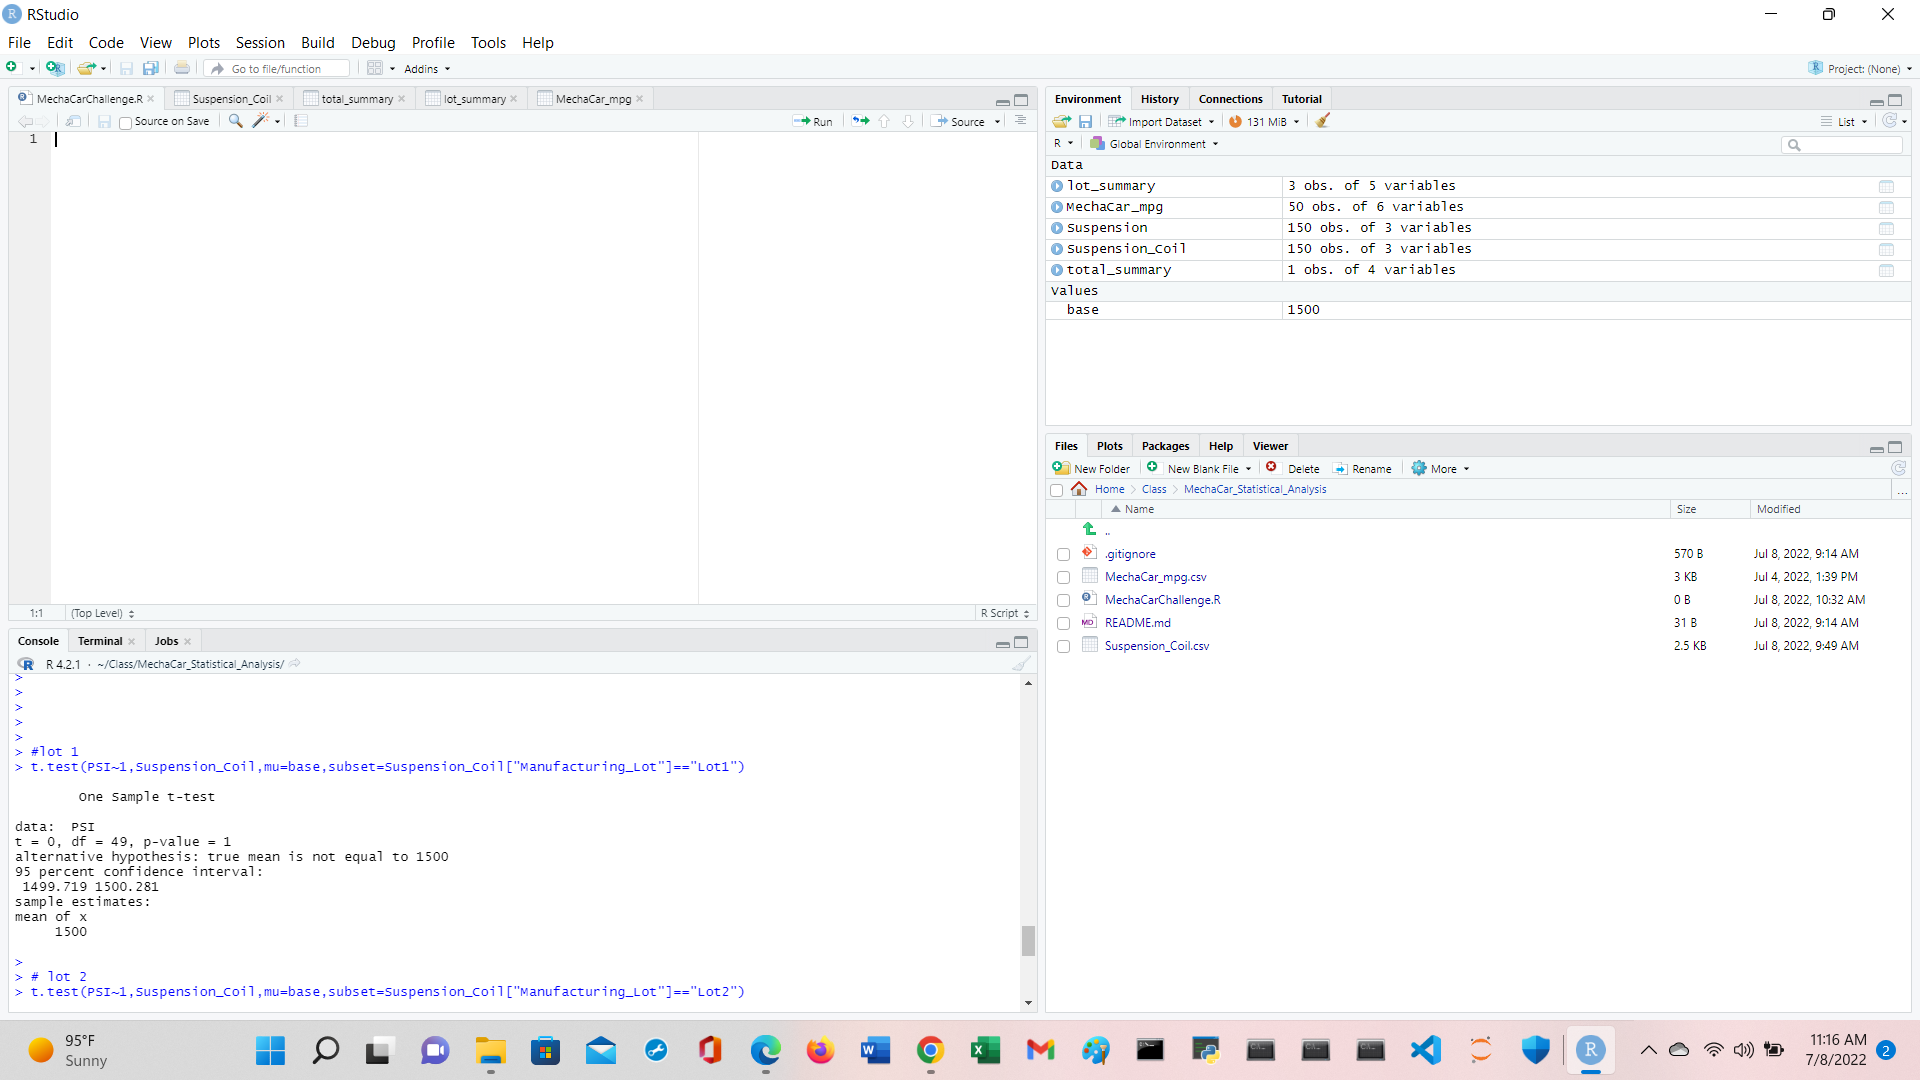 RStudio
File Edit Code View Plots Session Build Debug Profile Tools Help
Go to file/function Addins Project: (None)
MechaCarChallenge.R Suspension_Coil total_summary lot_summary MechaCar_mpg
Source on Save Run Source
1
1:1 (Top Level) R Script
Console Terminal Jobs
R 4.2.1 · ~/Class/MechaCar_Statistical_Analysis/
>
>
>
>
>
> #lot 1
> t.test(PSI~1,Suspension_Coil,mu=base,subset=Suspension_Coil["Manufacturing_Lot"]=="Lot1")
One Sample t-test
data: PSI
t = 0, df = 49, p-value = 1
alternative hypothesis: true mean is not equal to 1500
95 percent confidence interval:
1499.719 1500.281
sample estimates:
mean of x
1500
>
> # lot 2
> t.test(PSI~1,Suspension_Coil,mu=base,subset=Suspension_Coil["Manufacturing_Lot"]=="Lot2")
Environment History Connections Tutorial
Import Dataset 131 MiB List
R Global Environment
Data
lot_summary 3 obs. of 5 variables
MechaCar_mpg 50 obs. of 6 variables
Suspension 150 obs. of 3 variables
Suspension_Coil 150 obs. of 3 variables
total_summary 1 obs. of 4 variables
Values
base 1500
Files Plots Packages Help Viewer
New Folder New Blank File Delete Rename More
Home Class MechaCar_Statistical_Analysis ...
Name Size Modified
..
.gitignore 570 B Jul 8, 2022, 9:14 AM
MechaCar_mpg.csv 3 KB Jul 4, 2022, 1:39 PM
MechaCarChallenge.R 0 B Jul 8, 2022, 10:32 AM
README.md 31 B Jul 8, 2022, 9:14 AM
Suspension_Coil.csv 2.5 KB Jul 8, 2022, 9:49 AM
95°F
Sunny
11:16 AM
7/8/2022
2